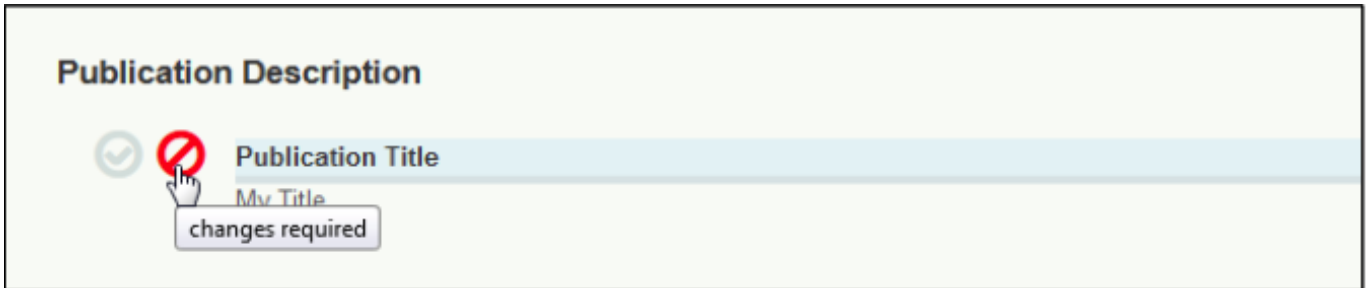 Publication Description
Publication Title
My Title
changes required